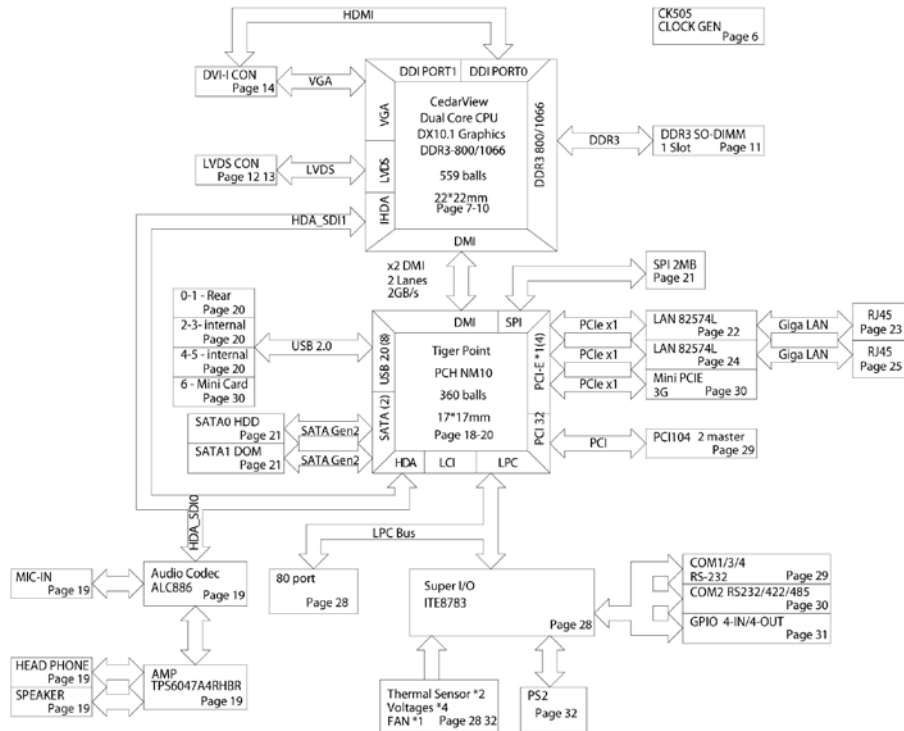 HDMI
CK505
CLOCK GEN
Page 6
DVI-I CON
Page 14
VGA
DDI PORT1
DDI PORT0
VGA
CedarView
Dual Core CPU
DX10.1 Graphics
DDR3-800/1066
559 balls
22*22mm
Page 7-10
DDR3 800/1066
DDR3
DDR3 SO-DIMM
1 Slot Page 11
LVDS CON
Page 12 13
LVDS
LVDS
IHDA
HDA_SDI1
DMI
x2 DMI
2 Lanes
2GB/s
SPI 2MB
Page 21
0-1 - Rear
Page 20
2-3- internal
Page 20
4-5 - internal
Page 20
6 - Mini Card
Page 30
USB 2.0
USB 2.0(8)
DMI
SPI
Tiger Point
PCH NM10
360 balls
17*17mm
Page 18-20
PCI-E *1(4)
PCIe x1
LAN 82574L
Page 22
Giga LAN
RJ45
Page 23
PCIe x1
LAN 82574L
Page 24
Giga LAN
RJ45
Page 25
PCIe x1
Mini PCIE
3G Page 30
SATA0 HDD
Page 21
SATA Gen2
SATA1 DOM
Page 21
SATA Gen2
SATA (2)
PCI 32
PCI
PCI104 2 master
Page 29
HDA
LCI
LPC
HDA_SDI0
LPC Bus
MIC-IN
Page 19
Audio Codec
ALC886
Page 19
80 port
Page 28
Super I/O
ITE8783
Page 28
COM1/3/4
RS-232 Page 29
COM2 RS232/422/485
Page 30
GPIO 4-IN/4-OUT
Page 31
HEAD PHONE
Page 19
SPEAKER
Page 19
AMP
TPS6047A4RHBR
Page 19
Thermal Sensor *2
Voltages *4
FAN *1 Page 28 32
PS2
Page 32